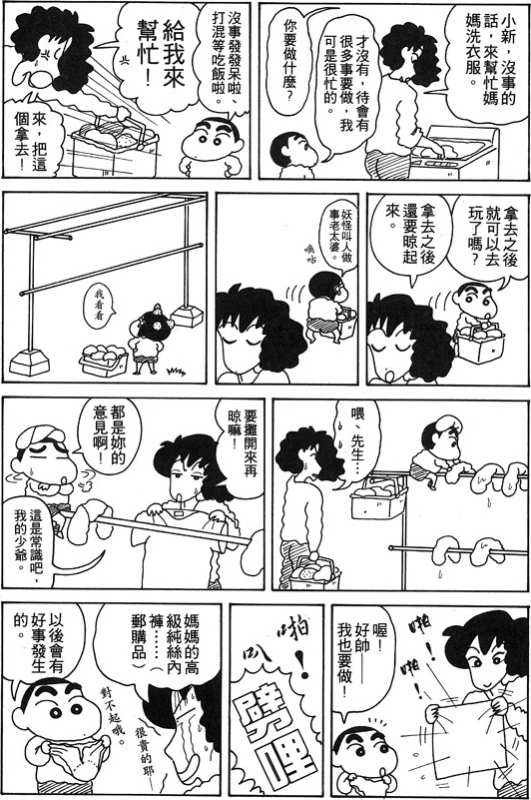 小新，沒事的
話，來幫忙媽
媽洗衣服。
才沒有，待會有
很多事要做，我
可是很忙的。
你要做什麼？
沒事發發呆啦、
打混等吃飯啦。
給我來
幫忙！
來，把這
個拿去！
拿去之後
就可以去
玩了嗎？
拿去之後
還要晾起
來。
妖怪叫人做
事老太婆。
我看看
喂、先生…
要攤開來再
晾嘛！
都是妳的
意見啊！
這是常識吧，
我的少爺。
啪！
啪！
喔！
好帥——
我也要做！
啪！
叭
劈哩
媽媽的高
級純絲內
褲……（
郵購品）
很貴的耶——
對不起哦。
以後會有
好事發生
的。